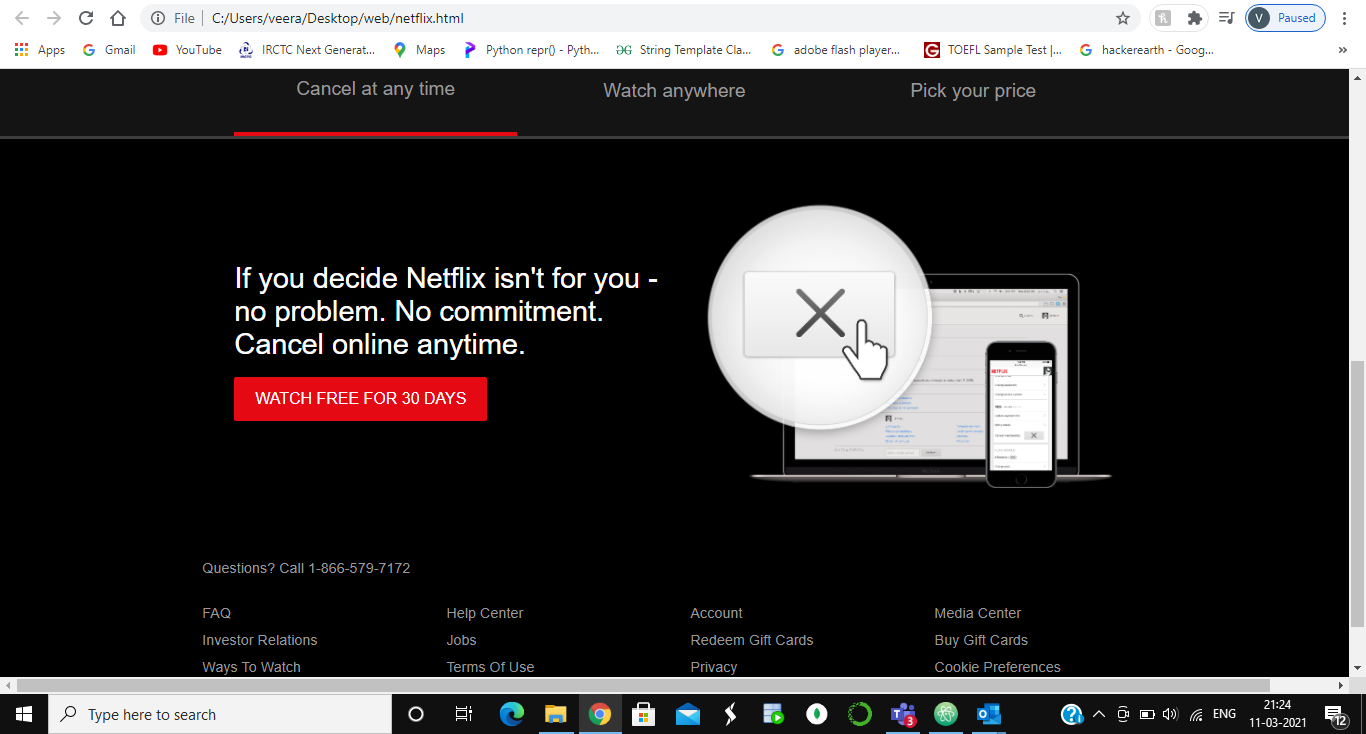 File
C:/Users/veera/Desktop/web/netflix.html
V Paused
Apps Gmail YouTube IRCTC Next Generat... Maps Python repr() - Pyth... String Template Cla... adobe flash player... TOEFL Sample Test |... hackerearth - Goog... »
Cancel at any time Watch anywhere Pick your price
If you decide Netflix isn't for you -
no problem. No commitment.
Cancel online anytime.
WATCH FREE FOR 30 DAYS
NETFLIX
Questions? Call 1-866-579-7172
FAQ Help Center Account Media Center
Investor Relations Jobs Redeem Gift Cards Buy Gift Cards
Ways To Watch Terms Of Use Privacy Cookie Preferences
Type here to search
3
ENG
21:24
11-03-2021
12